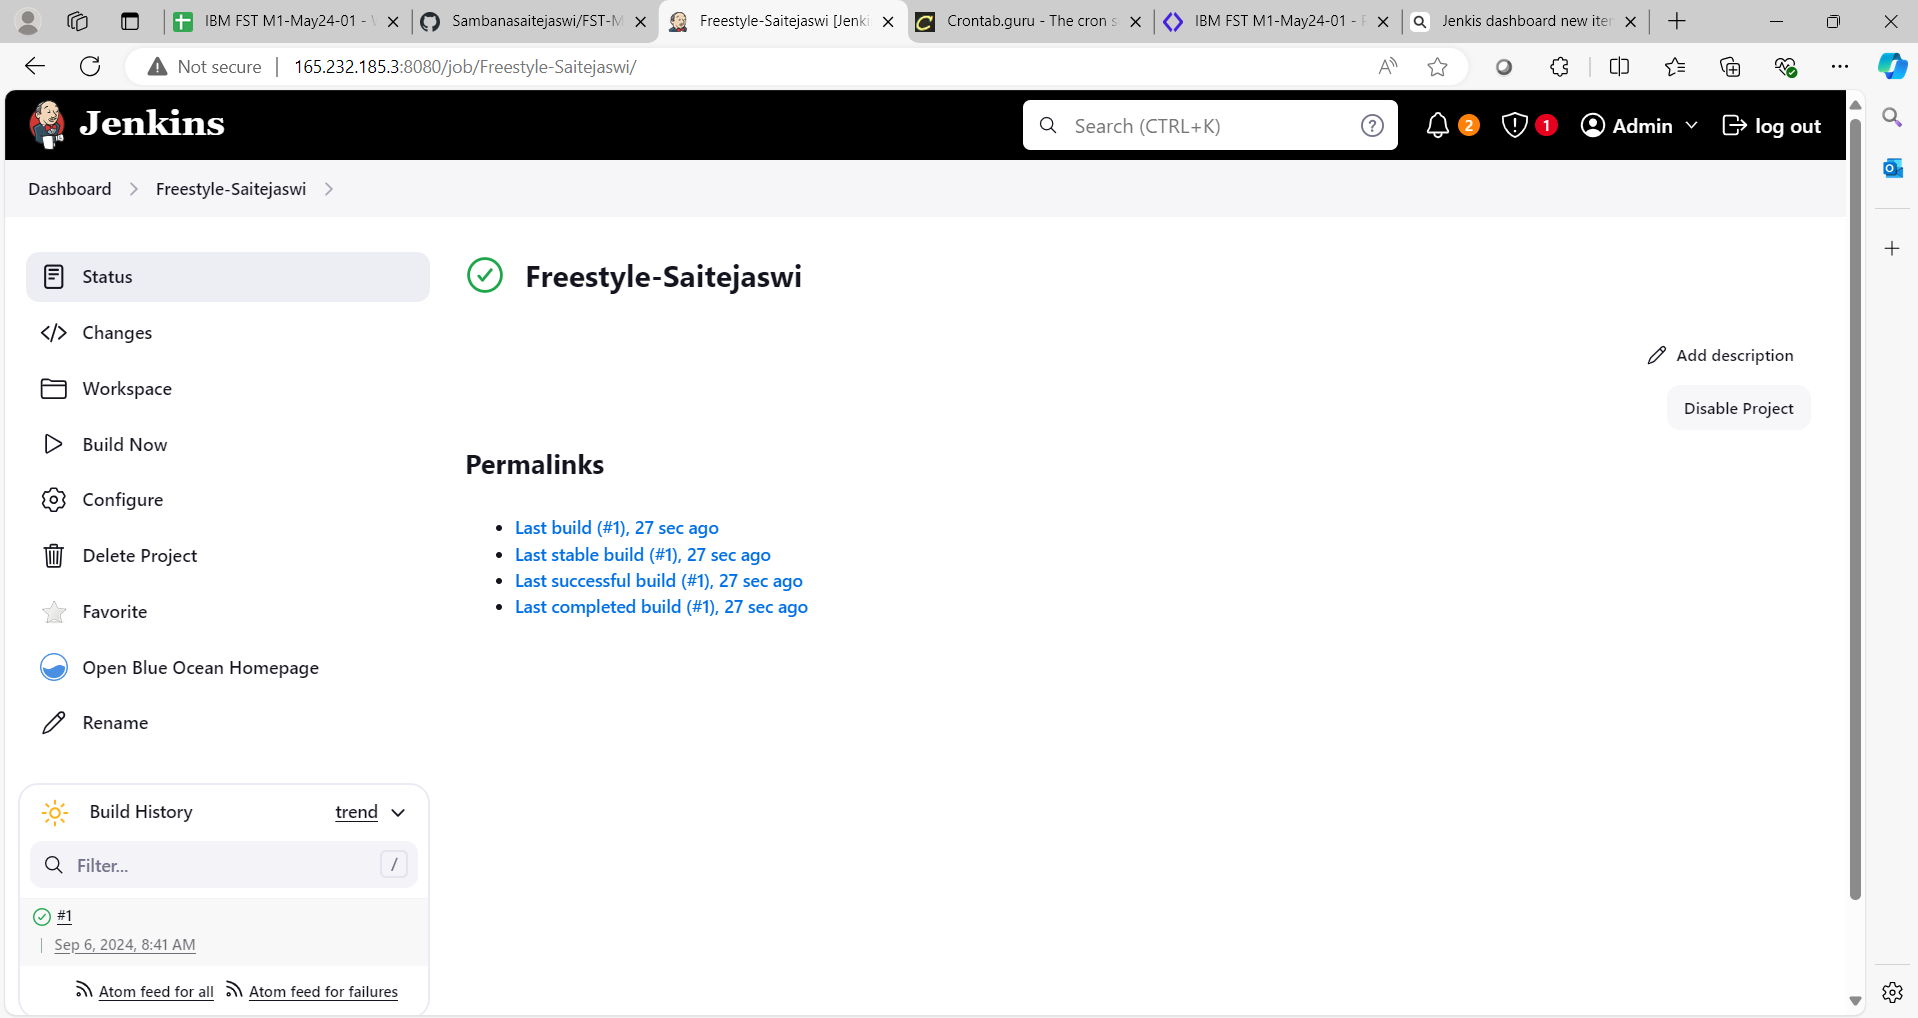 IBM FST M1-May24-01 -
Sambanasaitejaswi/FST-M
Freestyle-Saitejaswi [Jenki
Crontab.guru - The cron s
IBM FST M1-May24-01 -
Jenkis dashboard new iter
Not secure
165.232.185.3:8080/job/Freestyle-Saitejaswi/
Jenkins
Search (CTRL+K)
?
2
1
Admin
log out
Dashboard
Freestyle-Saitejaswi
Status
Changes
Workspace
Build Now
Configure
Delete Project
Favorite
Open Blue Ocean Homepage
Rename
Freestyle-Saitejaswi
Add description
Disable Project
Permalinks
Last build (#1), 27 sec ago
Last stable build (#1), 27 sec ago
Last successful build (#1), 27 sec ago
Last completed build (#1), 27 sec ago
Build History
trend
Filter...
/
#1
Sep 6, 2024, 8:41 AM
Atom feed for all
Atom feed for failures